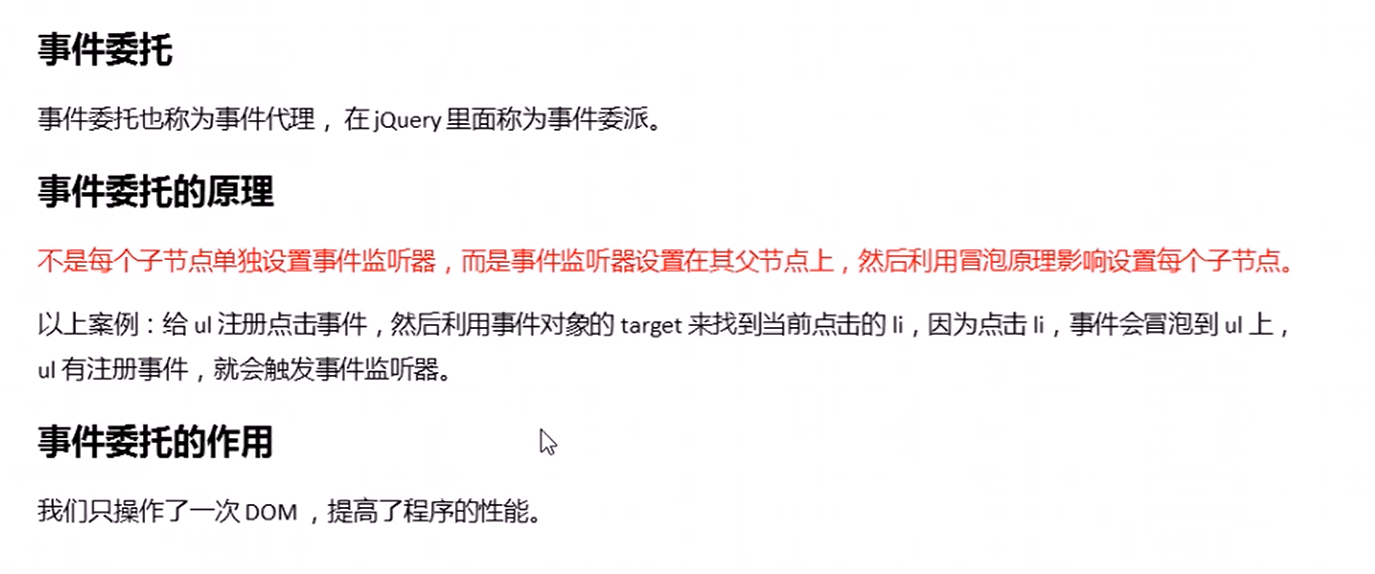 事件委托
事件委托也称为事件代理，在 jQuery 里面称为事件委派。
事件委托的原理
不是每个子节点单独设置事件监听器，而是事件监听器设置在其父节点上，然后利用冒泡原理影响设置每个子节点。
以上案例：给 ul 注册点击事件，然后利用事件对象的 target 来找到当前点击的 li，因为点击 li，事件会冒泡到 ul 上，
ul 有注册事件，就会触发事件监听器。
事件委托的作用
我们只操作了一次 DOM ，提高了程序的性能。